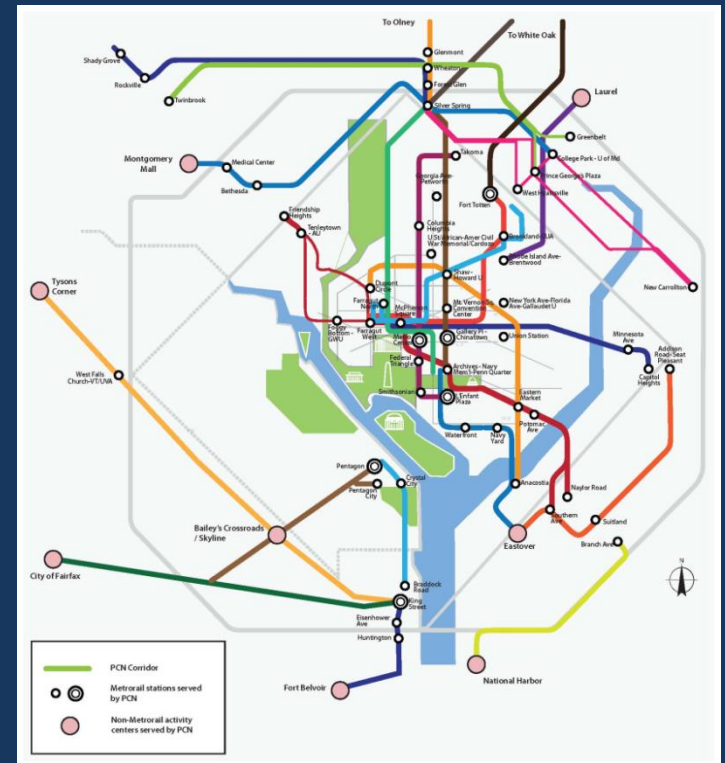 To Olney
To White Oak
Shady Grove
Glenmont
Rockville
Wheaton
Forest Glen
Twinbrook
Silver Spring
Laurel
Greenbelt
Montgomery
Mall
Medical Center
Takoma
College Park - U of Md
Bethesda
Georgia Ave-
Petworth
Prince George's Plaza
West Hyattsville
Fort Totten
Friendship
Heights
Tenleytown -
AU
Columbia
Heights
Brookland-CUA
U St/African-Amer Civil
War Memorial/Cardozo
Rhode Island Ave-
Brentwood
Shaw-
Howard U
Tysons
Corner
Dupont
Circle
New Carrollton
Farragut
North
McPherson
Square
Mt. Vernon Sq
Convention
Center
New York Ave-Florida
Ave-Gallaudet U
Foggy
Bottom -
GWU
Farragut
West
Metro
Center
Gallery Pl -
Chinatown
Union Station
Minnesota
Ave
Addison
Road-Seat
Pleasant
Federal
Triangle
Archives - Navy
Mem'l-Penn Quarter
Capital
Heights
West Falls
Church-VT/UVA
Smithsonian
L'Enfant
Plaza
Eastern
Market
Potomac
Ave
Waterfront
Navy
Yard
Pentagon
Pentagon
City
Crystal
City
Anacostia
Naylor Road
Southern
Ave
Suitland
Bailey's Crossroads
/ Skyline
Eastover
Branch Ave
City of Fairfax
Braddock
Road
King
Street
Eisenhower
Ave
Huntington
N
Fort Belvoir
National Harbor
PCN Corridor
Metrorail stations served
by PCN
Non-Metrorail activity
centers served by PCN